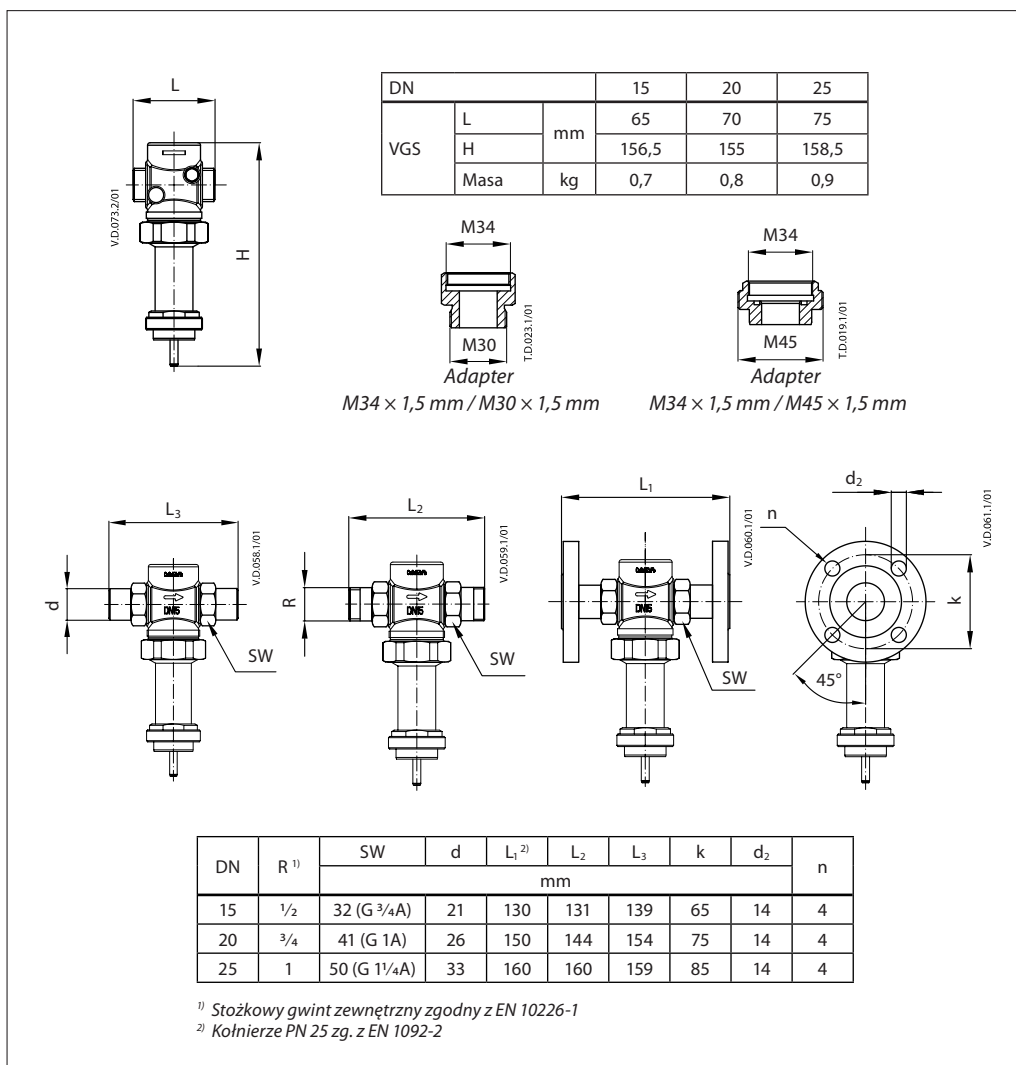 L
DN 15 20 25
VGS L mm 65 70 75
H 156,5 155 158,5
Masa kg 0,7 0,8 0,9
V.D.073.2/01
H
M34
M30
T.D.023.1/01
Adapter
M34 × 1,5 mm / M30 × 1,5 mm
M34
M45
T.D.019.1/01
Adapter
M34 × 1,5 mm / M45 × 1,5 mm
L₃
d
DN15
SW
V.D.058.1/01
L₂
R
DN15
SW
V.D.059.1/01
L₁
DN15
SW
V.D.060.1/01
d₂
n
k
45°
V.D.061.1/01
DN R ¹⁾ SW d L₁ ²⁾ L₂ L₃ k d₂ n
mm
15 ½ 32 (G ¾A) 21 130 131 139 65 14 4
20 ¾ 41 (G 1A) 26 150 144 154 75 14 4
25 1 50 (G 1¼A) 33 160 160 159 85 14 4
¹⁾ Stożkowy gwint zewnętrzny zgodny z EN 10226-1
²⁾ Kołnierze PN 25 zg. z EN 1092-2